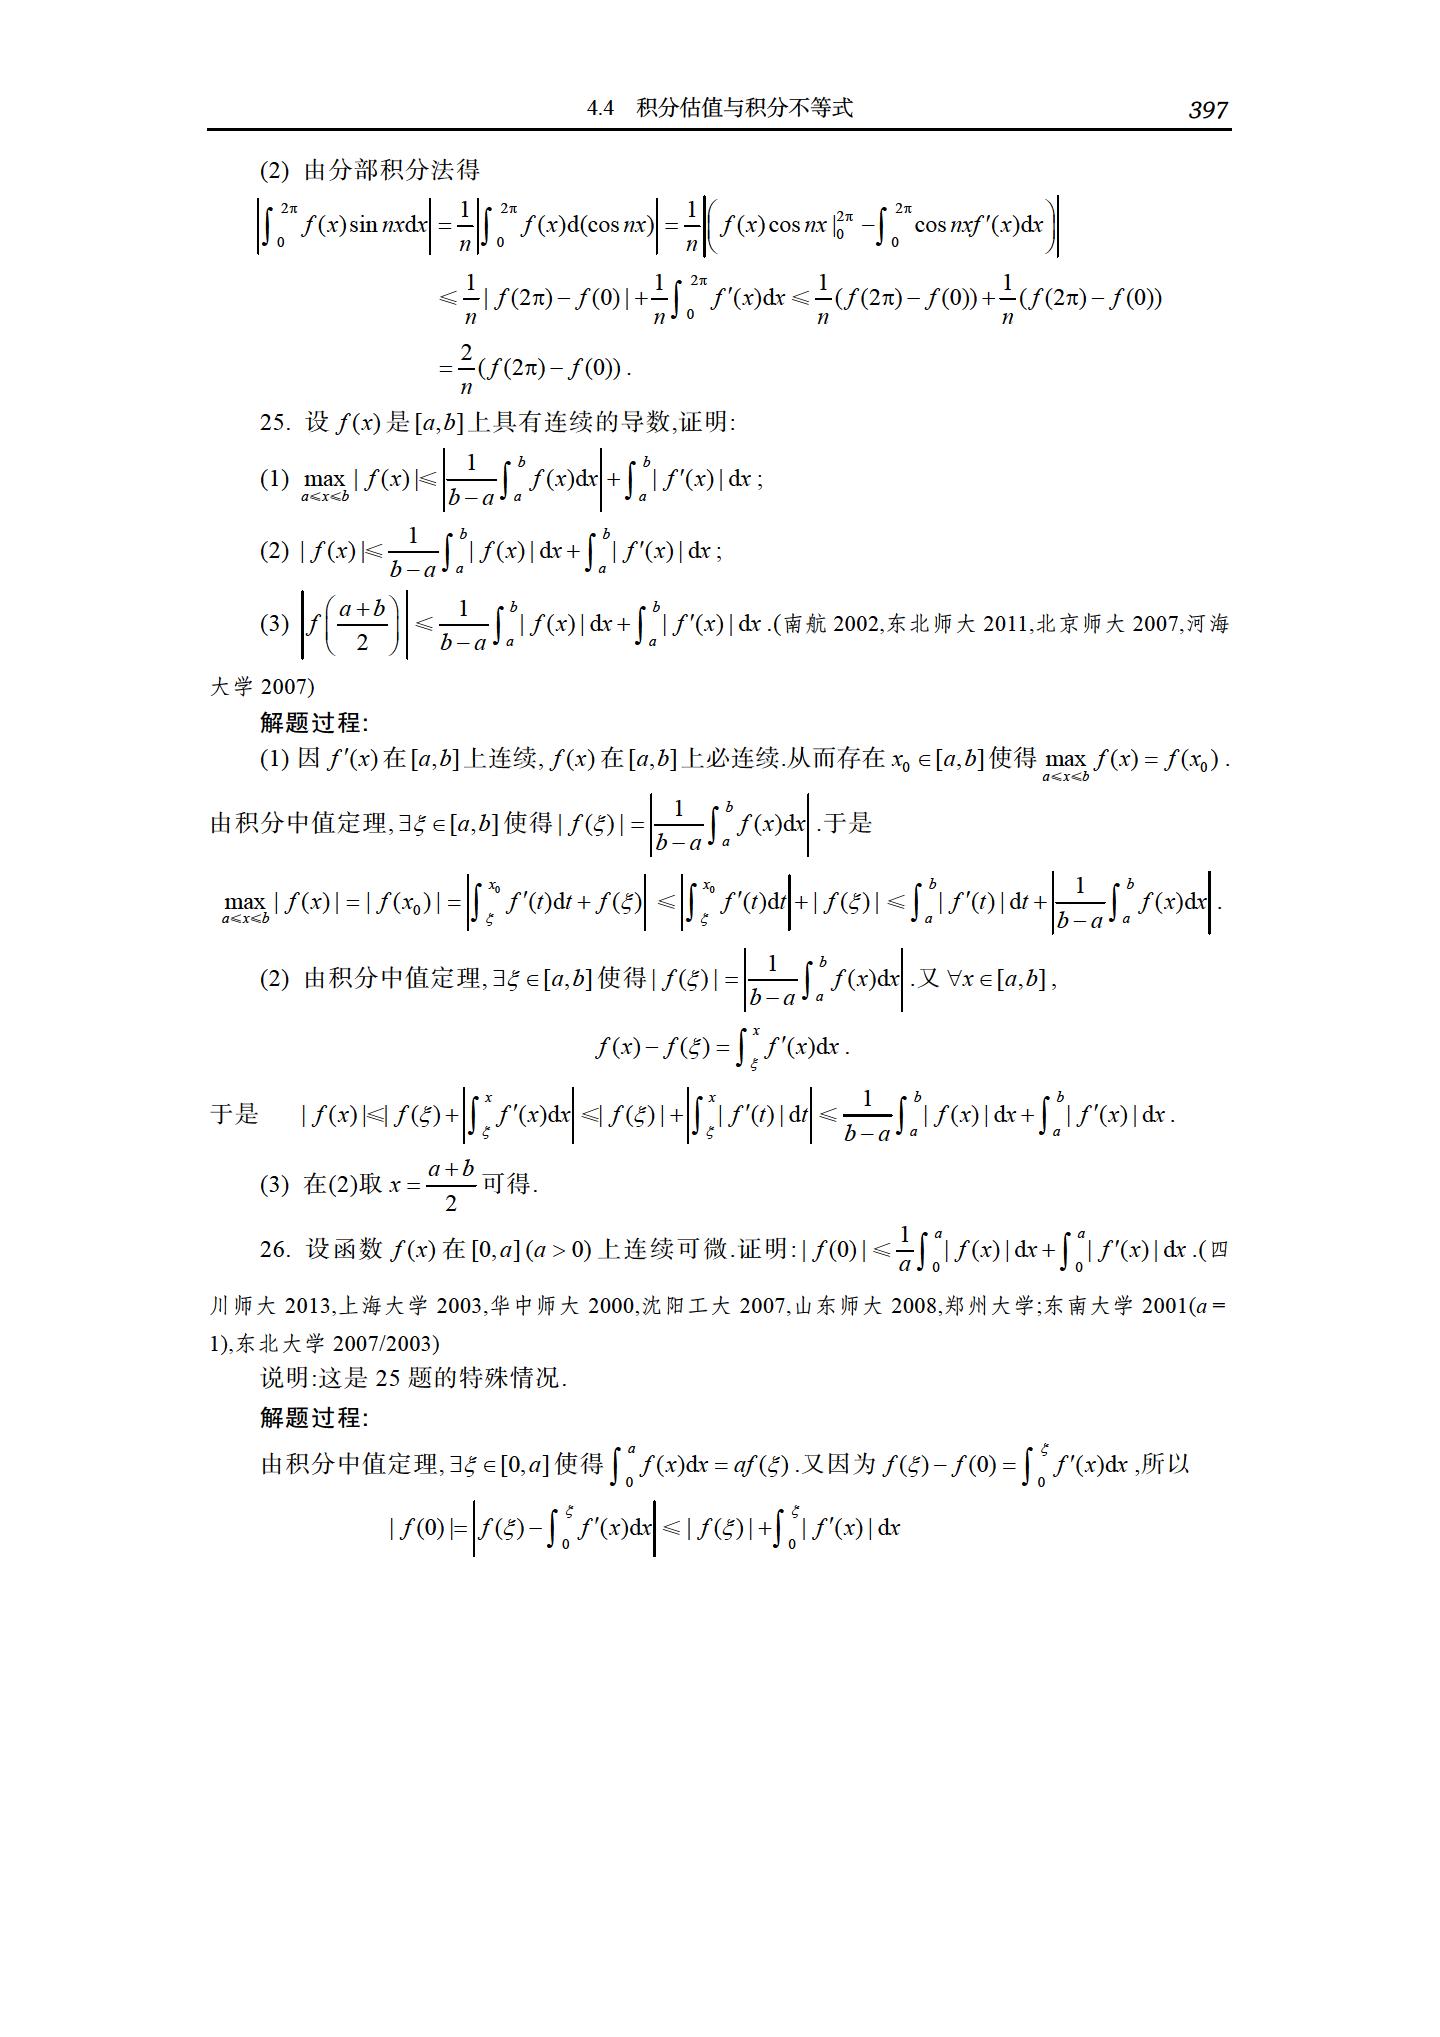 4.4 积分估值与积分不等式 397
(2) 由分部积分法得
$\left|\int_0^{2\pi} f(x)\sin nx\mathrm{d}x\right| = \frac{1}{n}\left|\int_0^{2\pi} f(x)\mathrm{d}(\cos nx)\right| = \frac{1}{n}\left|\left(f(x)\cos nx\,|_0^{2\pi} - \int_0^{2\pi} \cos nxf'(x)\mathrm{d}x\right)\right|$
$\leqslant \frac{1}{n}|f(2\pi)-f(0)| + \frac{1}{n}\int_0^{2\pi} f'(x)\mathrm{d}x \leqslant \frac{1}{n}(f(2\pi)-f(0)) + \frac{1}{n}(f(2\pi)-f(0))$
$= \frac{2}{n}(f(2\pi)-f(0))$ .
25. 设 $f(x)$ 是 $[a,b]$ 上具有连续的导数,证明:
(1) $\max\limits_{a\leqslant x\leqslant b}|f(x)| \leqslant \left|\frac{1}{b-a}\int_a^b f(x)\mathrm{d}x\right| + \int_a^b |f'(x)|\mathrm{d}x$ ;
(2) $|f(x)| \leqslant \frac{1}{b-a}\int_a^b |f(x)|\mathrm{d}x + \int_a^b |f'(x)|\mathrm{d}x$ ;
(3) $\left|f\left(\frac{a+b}{2}\right)\right| \leqslant \frac{1}{b-a}\int_a^b |f(x)|\mathrm{d}x + \int_a^b |f'(x)|\mathrm{d}x$ .(南航 2002,东北师大 2011,北京师大 2007,河海
大学 2007)
解题过程:
(1) 因 $f'(x)$ 在 $[a,b]$ 上连续, $f(x)$ 在 $[a,b]$ 上必连续.从而存在 $x_0 \in [a,b]$ 使得 $\max\limits_{a\leqslant x\leqslant b} f(x) = f(x_0)$ .
由积分中值定理, $\exists \xi \in [a,b]$ 使得 $|f(\xi)| = \left|\frac{1}{b-a}\int_a^b f(x)\mathrm{d}x\right|$ .于是
$\max\limits_{a\leqslant x\leqslant b}|f(x)| = |f(x_0)| = \left|\int_\xi^{x_0} f'(t)\mathrm{d}t + f(\xi)\right| \leqslant \left|\int_\xi^{x_0} f'(t)\mathrm{d}t\right| + |f(\xi)| \leqslant \int_a^b |f'(t)|\mathrm{d}t + \left|\frac{1}{b-a}\int_a^b f(x)\mathrm{d}x\right|$ .
(2) 由积分中值定理, $\exists \xi \in [a,b]$ 使得 $|f(\xi)| = \left|\frac{1}{b-a}\int_a^b f(x)\mathrm{d}x\right|$ .又 $\forall x \in [a,b]$ ,
$f(x)-f(\xi) = \int_\xi^x f'(x)\mathrm{d}x$ .
于是 $|f(x)| \leqslant |f(\xi) + \left|\int_\xi^x f'(x)\mathrm{d}x\right| \leqslant |f(\xi)| + \left|\int_\xi^x |f'(t)|\mathrm{d}t\right| \leqslant \frac{1}{b-a}\int_a^b |f(x)|\mathrm{d}x + \int_a^b |f'(x)|\mathrm{d}x$ .
(3) 在(2)取 $x = \frac{a+b}{2}$ 可得.
26. 设函数 $f(x)$ 在 $[0,a]\,(a>0)$ 上连续可微.证明: $|f(0)| \leqslant \frac{1}{a}\int_0^a |f(x)|\mathrm{d}x + \int_0^a |f'(x)|\mathrm{d}x$ .(四
川师大 2013,上海大学 2003,华中师大 2000,沈阳工大 2007,山东师大 2008,郑州大学;东南大学 2001(a =
1),东北大学 2007/2003)
说明:这是 25 题的特殊情况.
解题过程:
由积分中值定理, $\exists \xi \in [0,a]$ 使得 $\int_0^a f(x)\mathrm{d}x = af(\xi)$ .又因为 $f(\xi)-f(0) = \int_0^\xi f'(x)\mathrm{d}x$ ,所以
$|f(0)| = \left|f(\xi) - \int_0^\xi f'(x)\mathrm{d}x\right| \leqslant |f(\xi)| + \int_0^\xi |f'(x)|\mathrm{d}x$